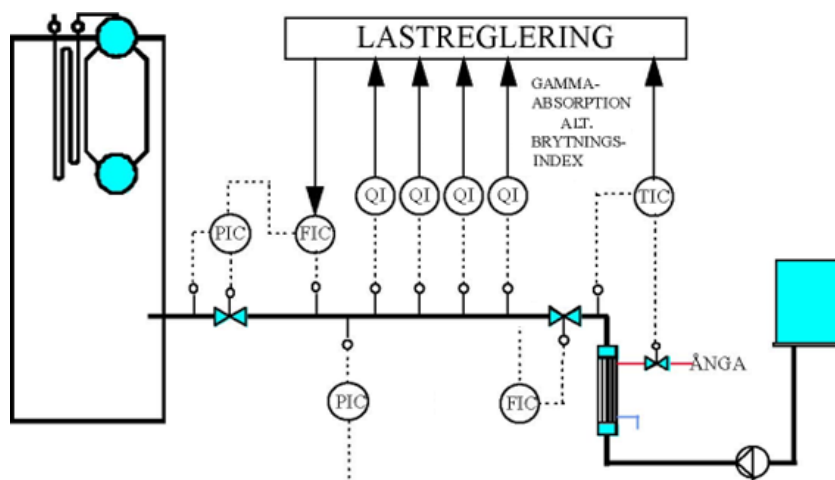 LASTREGLERING
GAMMA-
ABSORPTION
ALT.
BRYTNINGS-
INDEX
QI
QI
QI
QI
TIC
PIC
FIC
ÅNGA
PIC
FIC